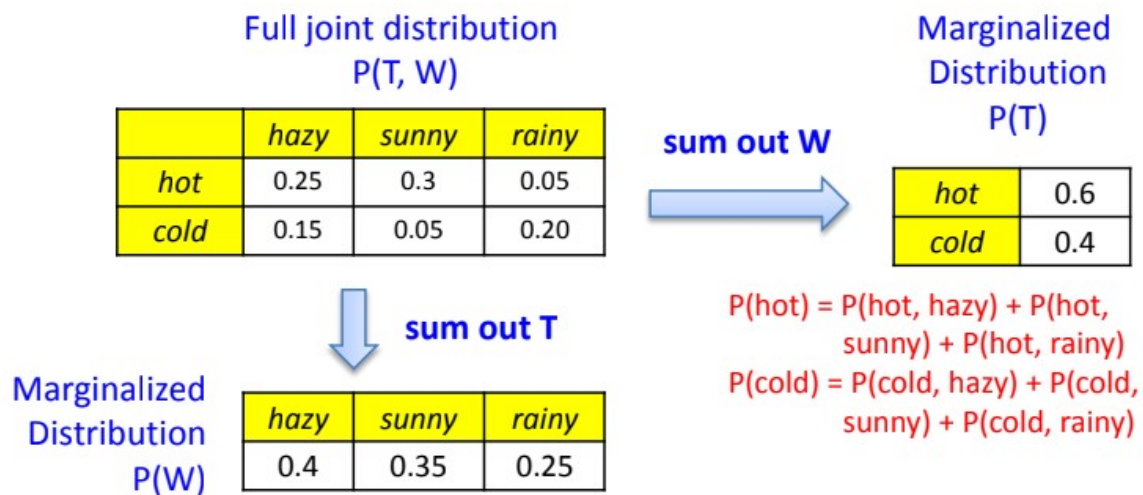 Full joint distribution
P(T, W)
hazy sunny rainy
hot 0.25 0.3 0.05
cold 0.15 0.05 0.20
sum out W
Marginalized
Distribution
P(T)
hot 0.6
cold 0.4
P(hot) = P(hot, hazy) + P(hot,
sunny) + P(hot, rainy)
P(cold) = P(cold, hazy) + P(cold,
sunny) + P(cold, rainy)
sum out T
Marginalized
Distribution
P(W)
hazy sunny rainy
0.4 0.35 0.25